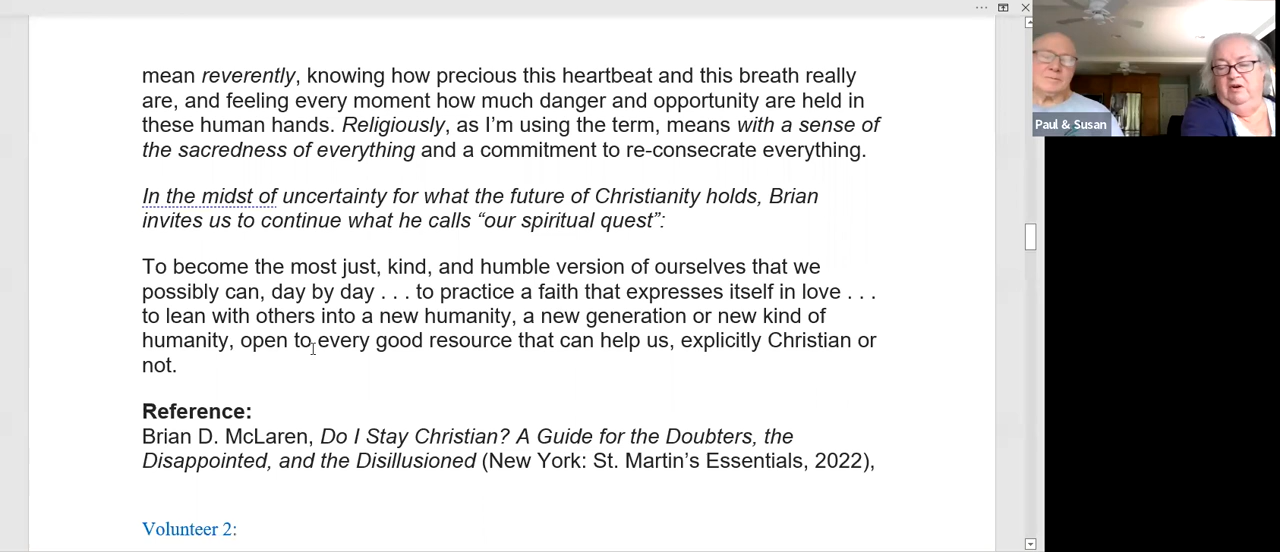 mean reverently, knowing how precious this heartbeat and this breath really
are, and feeling every moment how much danger and opportunity are held in
these human hands. Religiously, as I’m using the term, means with a sense of
the sacredness of everything and a commitment to re-consecrate everything.
In the midst of uncertainty for what the future of Christianity holds, Brian
invites us to continue what he calls “our spiritual quest”:
To become the most just, kind, and humble version of ourselves that we
possibly can, day by day . . . to practice a faith that expresses itself in love . . .
to lean with others into a new humanity, a new generation or new kind of
humanity, open to every good resource that can help us, explicitly Christian or
not.
Reference:
Brian D. McLaren, Do I Stay Christian? A Guide for the Doubters, the
Disappointed, and the Disillusioned (New York: St. Martin’s Essentials, 2022),
Volunteer 2:
Paul & Susan